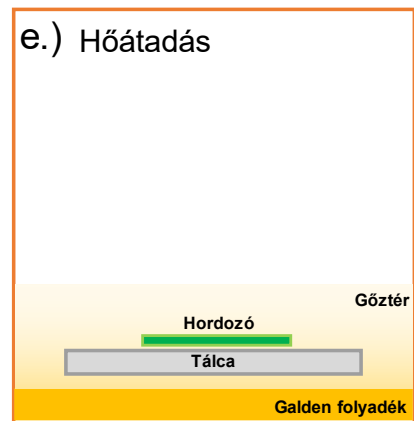 e.) Hőátadás
Gőztér
Hordozó
Tálca
Galden folyadék